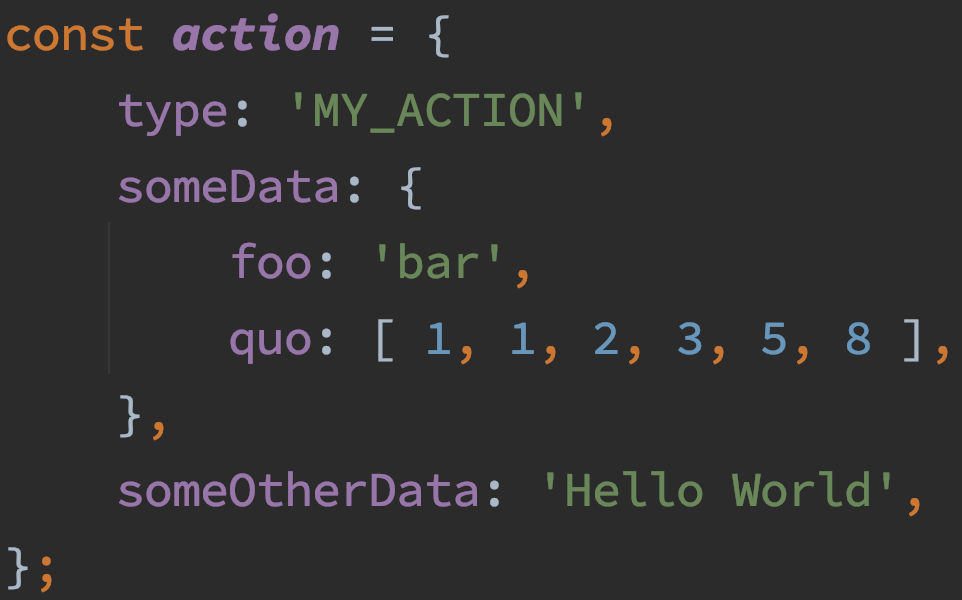 const action = {
    type: 'MY_ACTION',
    someData: {
        foo: 'bar',
        quo: [ 1, 1, 2, 3, 5, 8 ],
    },
    someOtherData: 'Hello World',
};